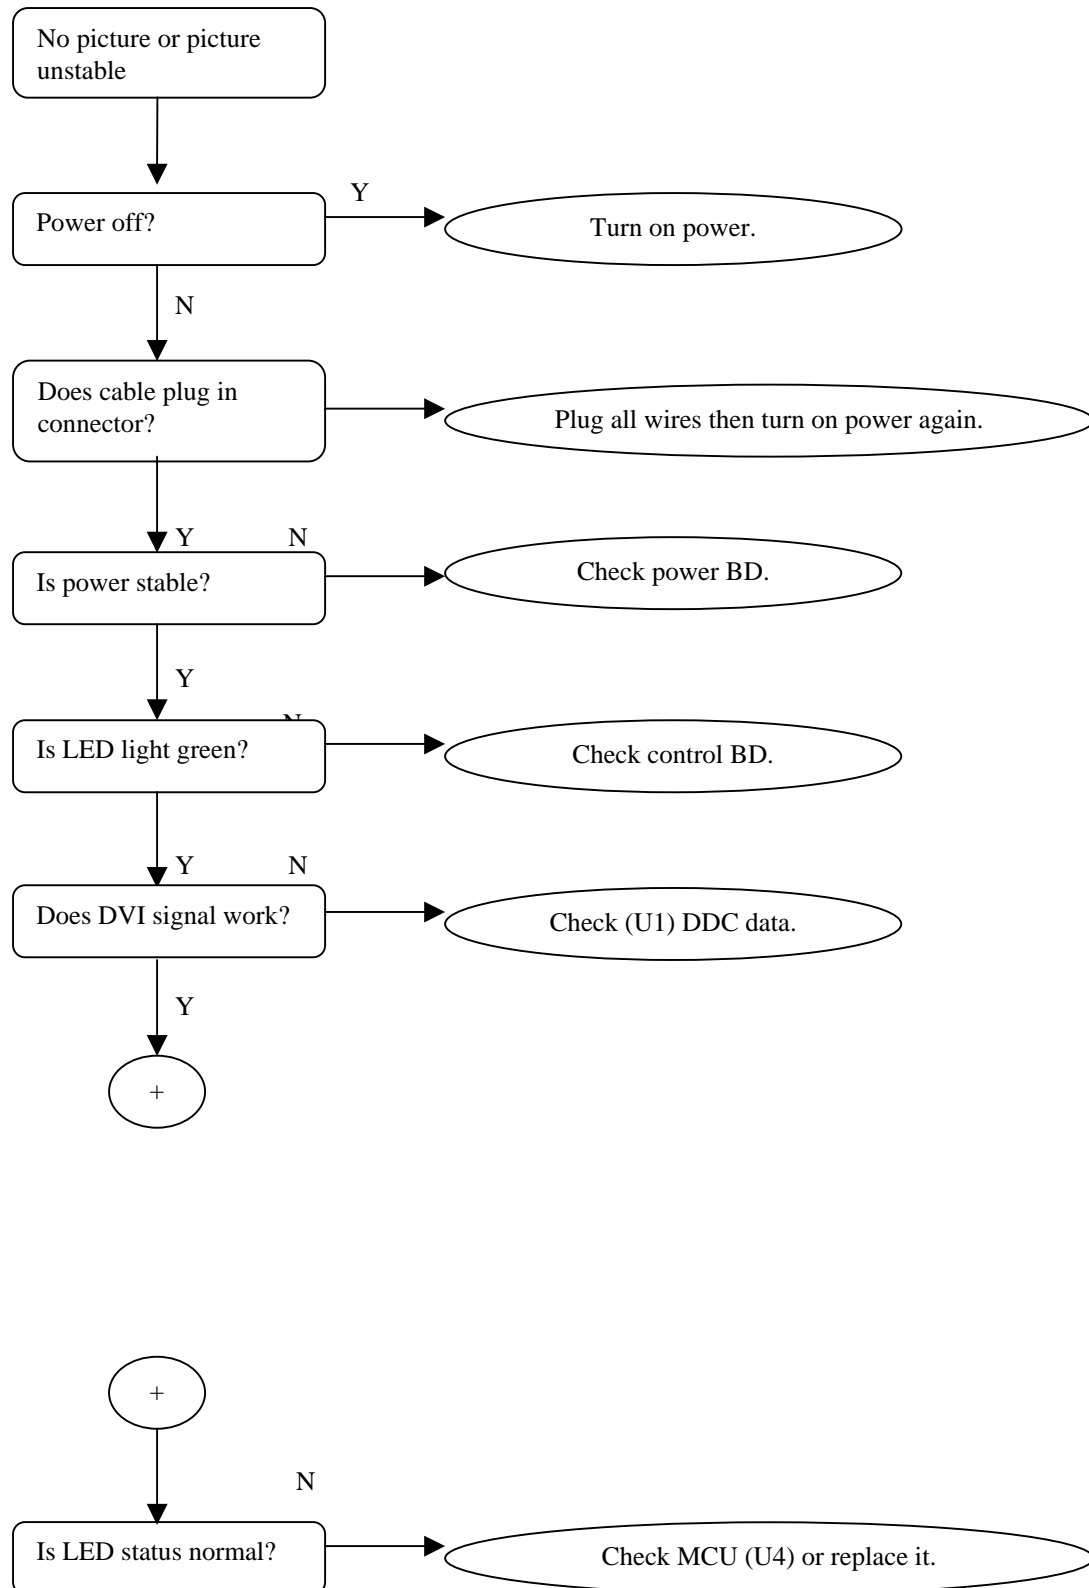 No picture or picture
unstable
Y
Power off?
Turn on power.
N
Does cable plug in
connector?
Plug all wires then turn on power again.
Y
N
Is power stable?
Check power BD.
Y
N
Is LED light green?
Check control BD.
Y
N
Does DVI signal work?
Check (U1) DDC data.
Y
+
+
N
Is LED status normal?
Check MCU (U4) or replace it.